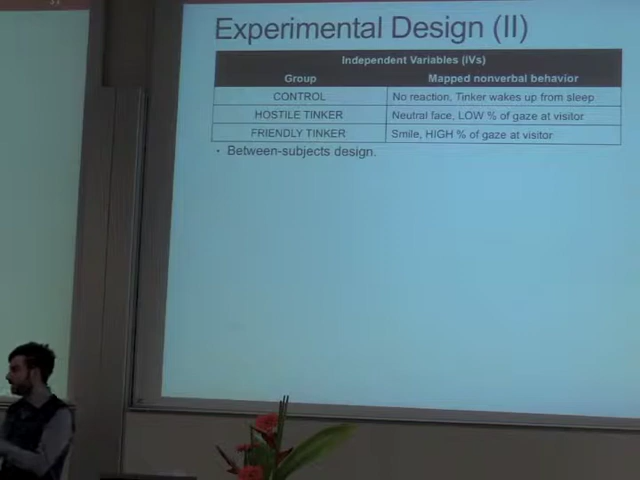 Experimental Design (II)
Independent Variables (IVs)
Group Mapped nonverbal behavior
CONTROL No reaction, Tinker wakes up from sleep
HOSTILE TINKER Neutral face, LOW % of gaze at visitor
FRIENDLY TINKER Smile, HIGH % of gaze at visitor
• Between-subjects design.